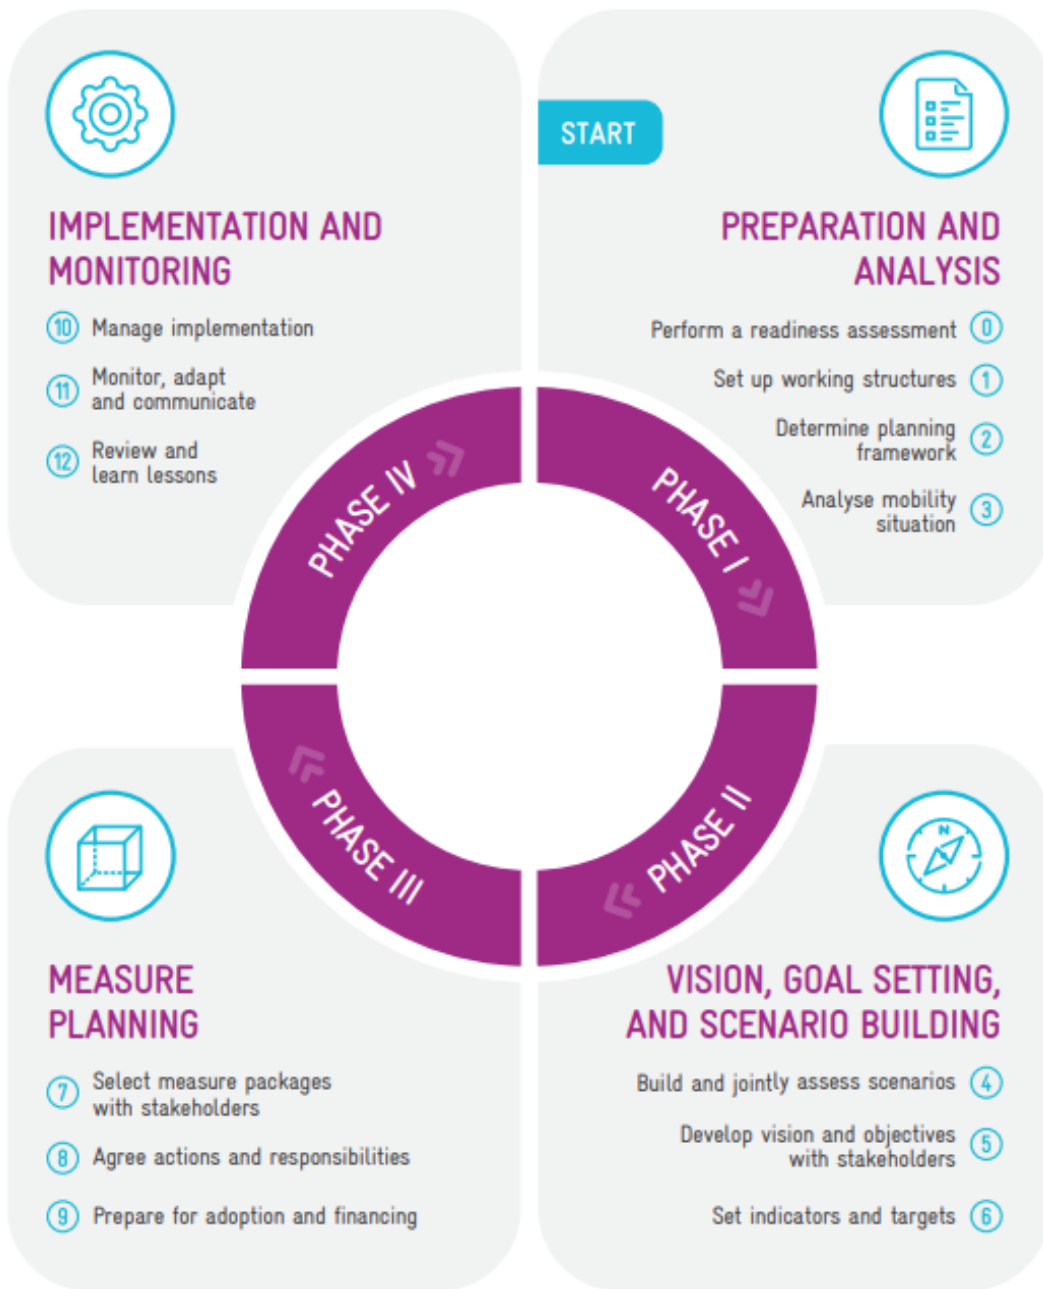 START
PREPARATION AND
ANALYSIS
Perform a readiness assessment 0
Set up working structures 1
Determine planning
framework 2
Analyse mobility
situation 3
PHASE I
VISION, GOAL SETTING,
AND SCENARIO BUILDING
Build and jointly assess scenarios 4
Develop vision and objectives
with stakeholders 5
Set indicators and targets 6
N
PHASE II
MEASURE
PLANNING
7 Select measure packages
with stakeholders
8 Agree actions and responsibilities
9 Prepare for adoption and financing
PHASE III
IMPLEMENTATION AND
MONITORING
10 Manage implementation
11 Monitor, adapt
and communicate
12 Review and
learn lessons
PHASE IV